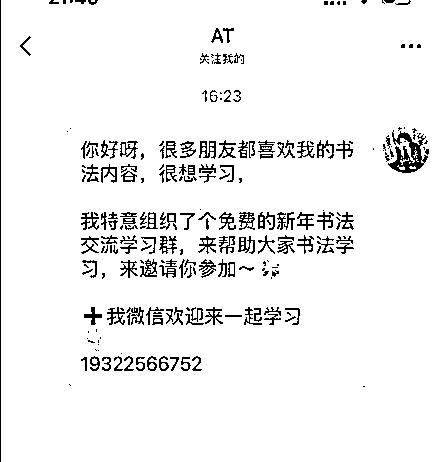 AT
关注我的
16:23
你好呀，很多朋友都喜欢我的书
法内容，很想学习，
我特意组织了个免费的新年书法
交流学习群，来帮助大家书法学
习，来邀请你参加～
➕我微信欢迎来一起学习
19322566752